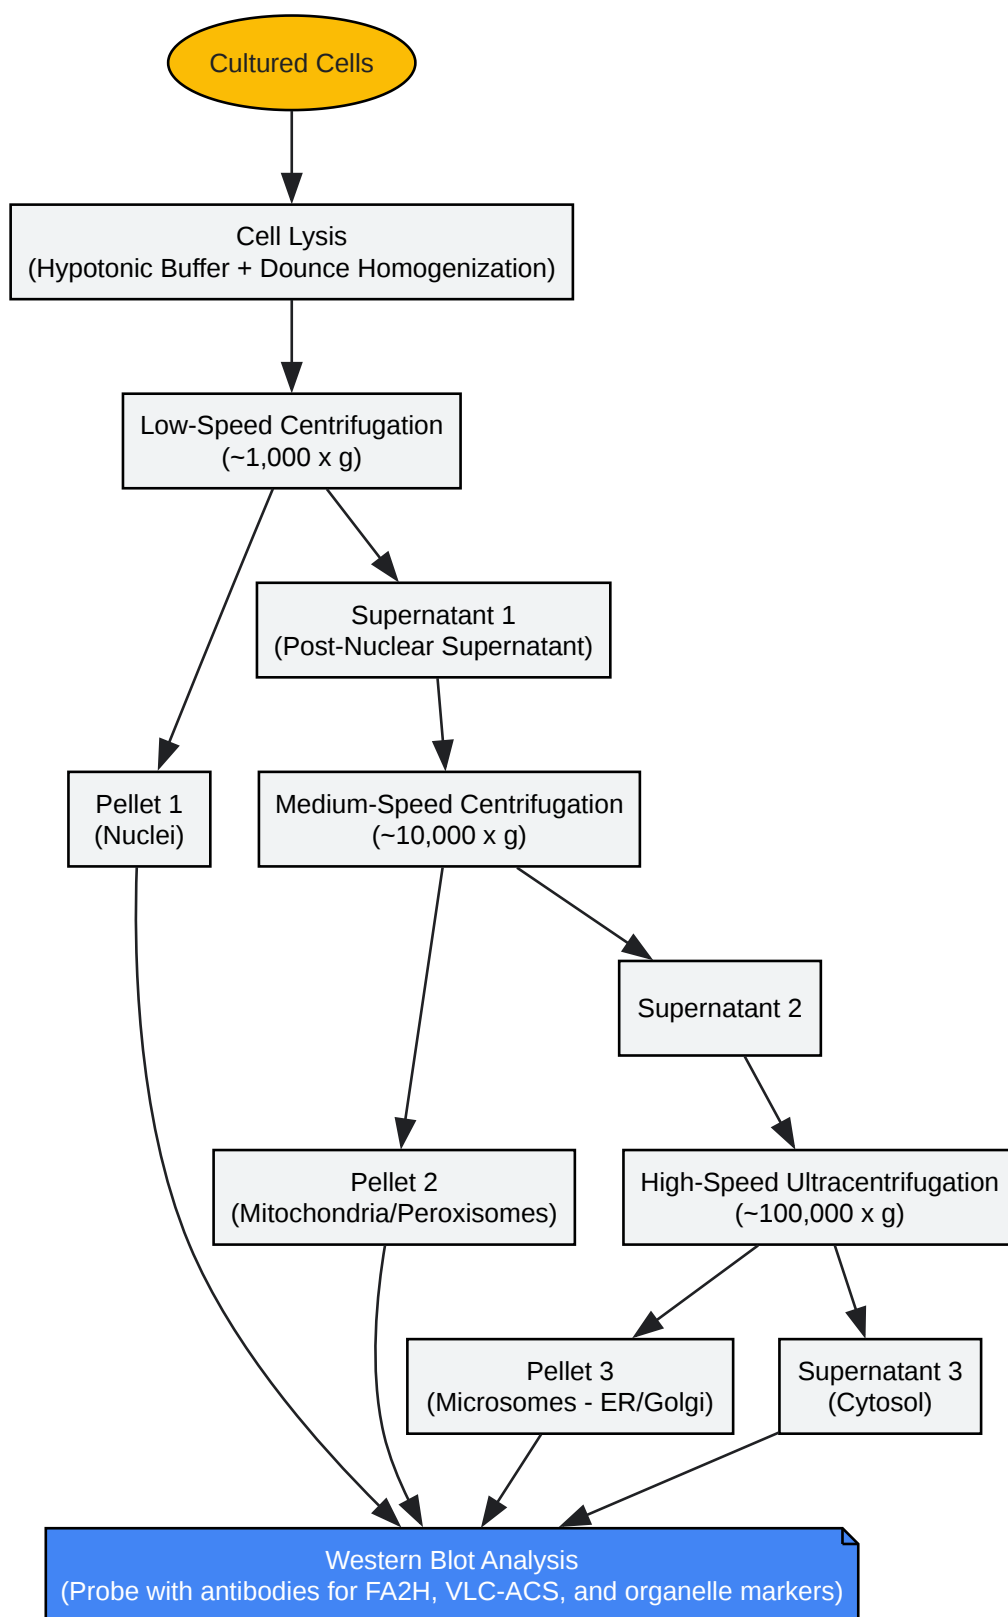 Cultured Cells
Cell Lysis
(Hypotonic Buffer + Dounce Homogenization)
Low-Speed Centrifugation
(~1,000 x g)
Supernatant 1
(Post-Nuclear Supernatant)
Pellet 1
(Nuclei)
Medium-Speed Centrifugation
(~10,000 x g)
Supernatant 2
Pellet 2
(Mitochondria/Peroxisomes)
High-Speed Ultracentrifugation
(~100,000 x g)
Pellet 3
(Microsomes - ER/Golgi)
Supernatant 3
(Cytosol)
Western Blot Analysis
(Probe with antibodies for FA2H, VLC-ACS, and organelle markers)